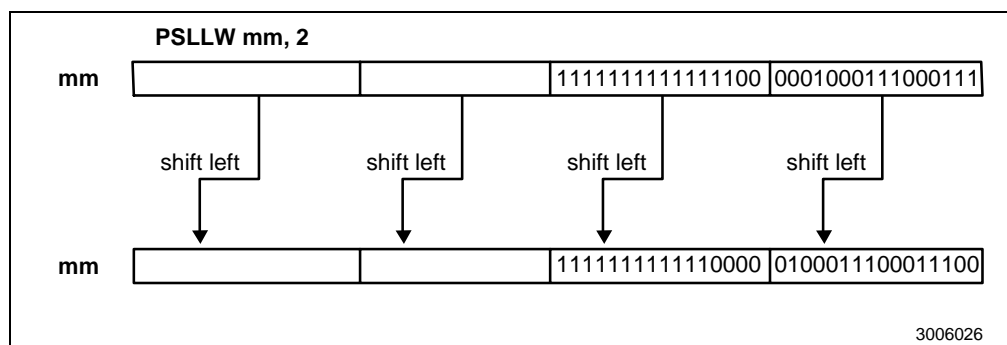 PSLLW mm, 2
mm 1111111111111100 0001000111000111
shift left shift left shift left shift left
mm 1111111111110000 0100011100011100
3006026